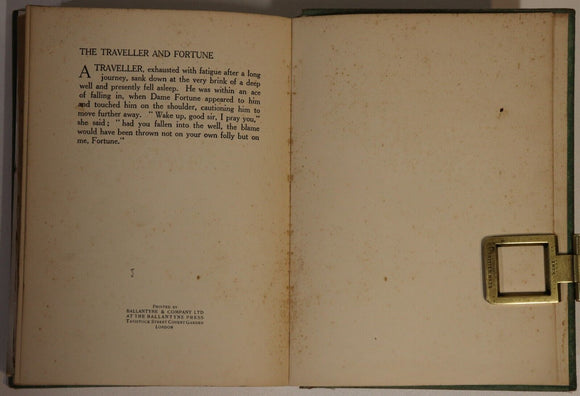 THE TRAVELLER AND FORTUNE
A TRAVELLER, exhausted with fatigue after a long
journey, sank down at the very brink of a deep
well and presently fell asleep. He was within an ace
of falling in, when Dame Fortune appeared to him
and touched him on the shoulder, cautioning him to
move further away. "Wake up, good sir, I pray you,"
she said; "had you fallen into the well, the blame
would have been thrown not on your own folly but on
me, Fortune."
PRINTED BY
BALLANTYNE & COMPANY LTD
AT THE BALLANTYNE PRESS
TAVISTOCK STREET COVENT GARDEN
LONDON